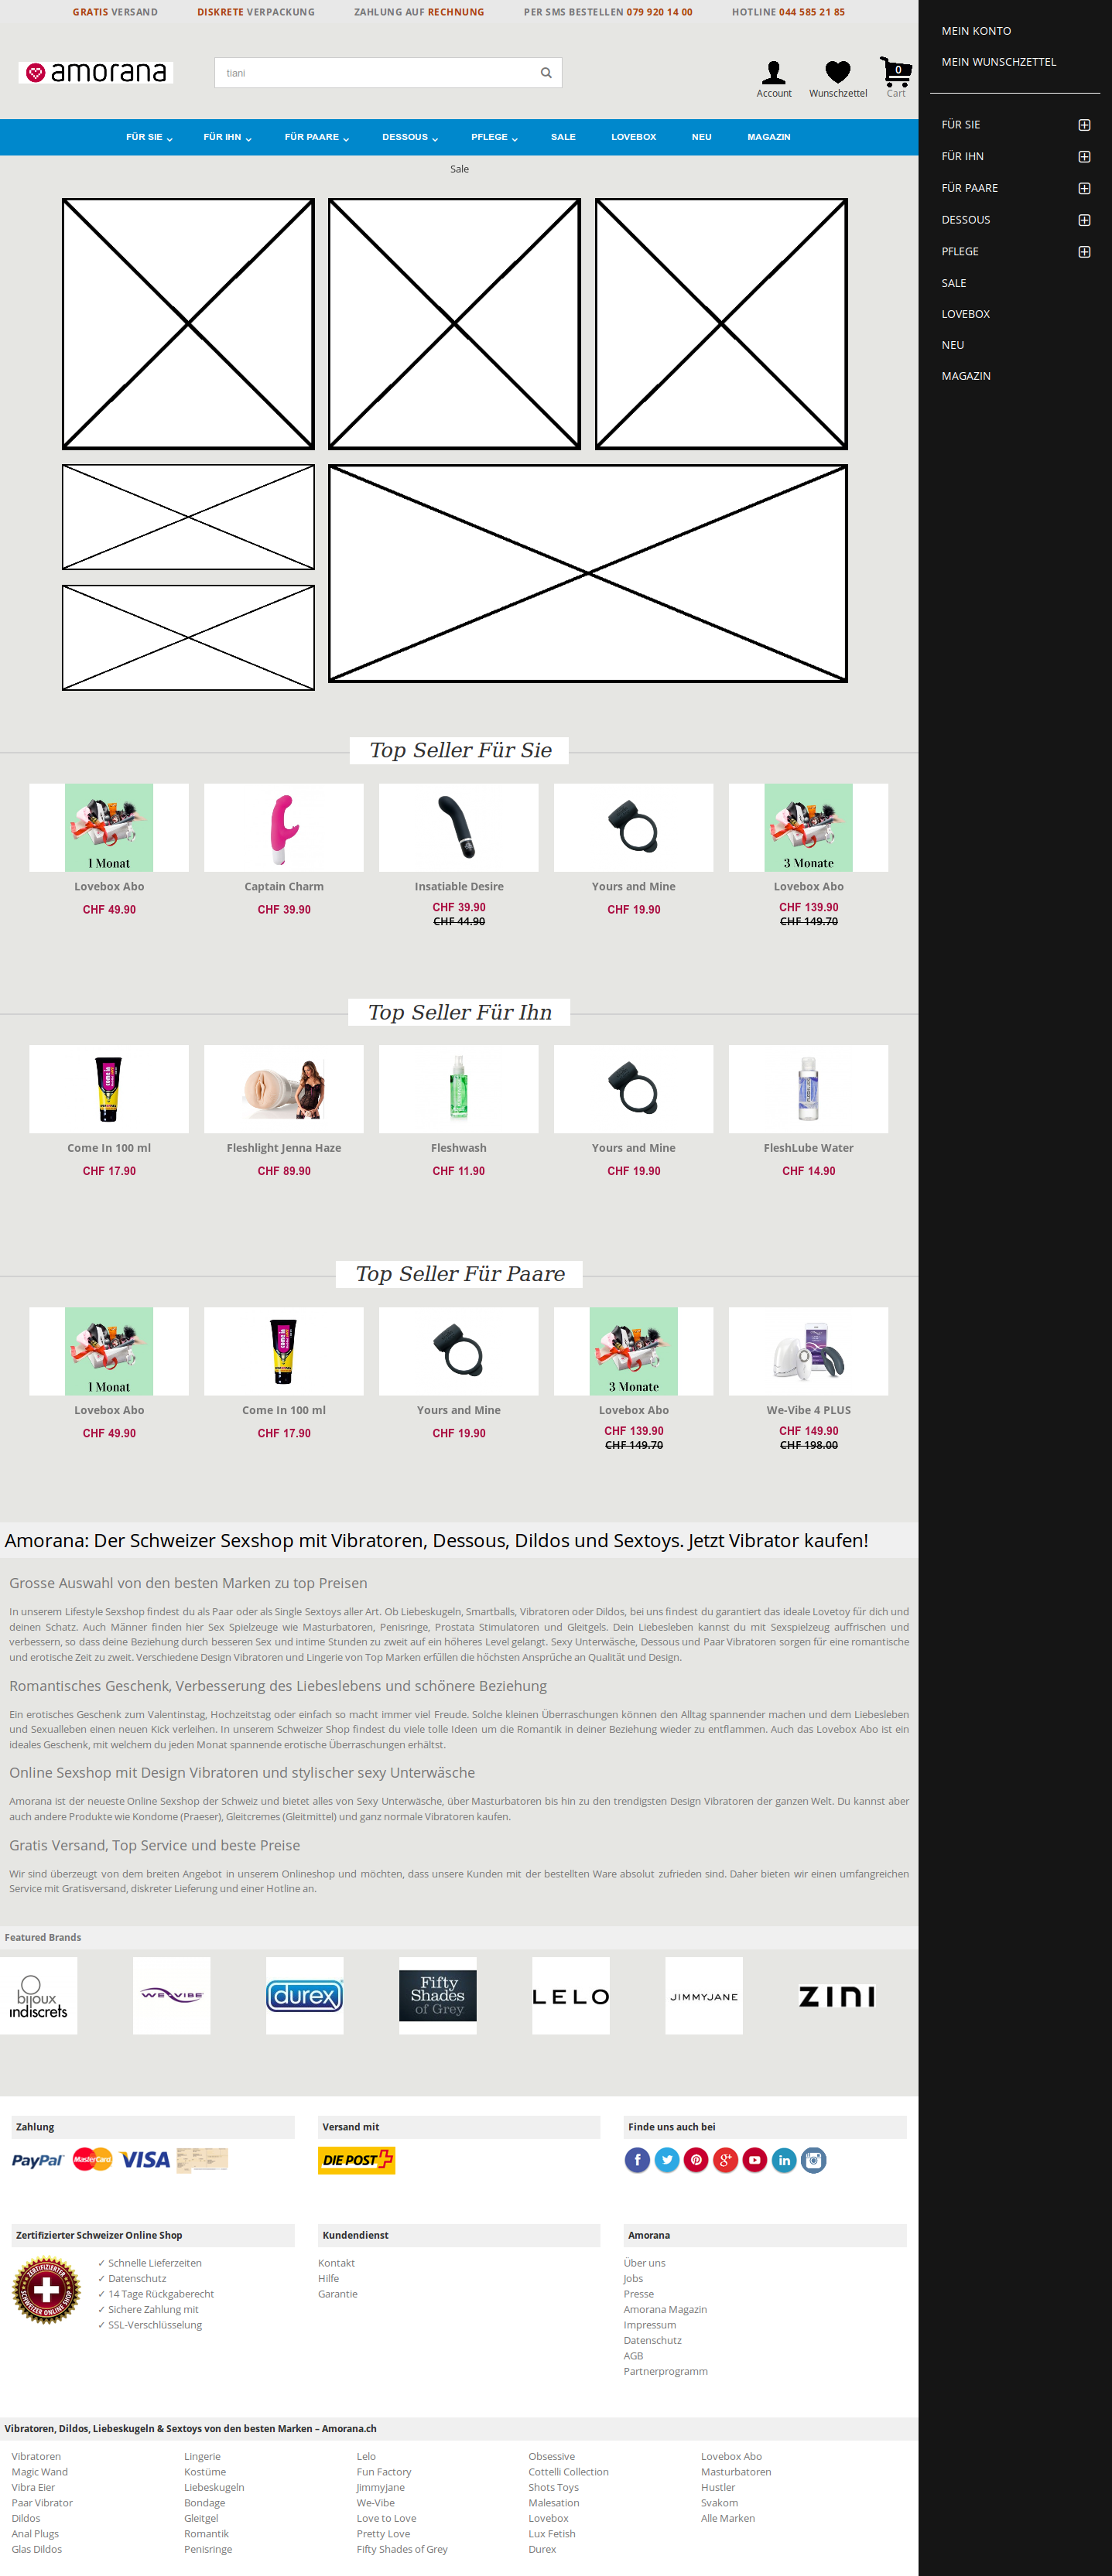 GRATIS VERSAND DISKRETE VERPACKUNG ZAHLUNG AUF RECHNUNG PER SMS BESTELLEN 079 920 14 00 HOTLINE 044 585 21 85
amorana
tiani
0
Account Wunschzettel Cart
FÜR SIE FÜR IHN FÜR PAARE DESSOUS PFLEGE SALE LOVEBOX NEU MAGAZIN
Sale
MEIN KONTO
MEIN WUNSCHZETTEL
FÜR SIE
FÜR IHN
FÜR PAARE
DESSOUS
PFLEGE
SALE
LOVEBOX
NEU
MAGAZIN
Top Seller Für Sie
1 Monat 3 Monate
Lovebox Abo Captain Charm Insatiable Desire Yours and Mine Lovebox Abo
CHF 49.90 CHF 39.90 CHF 39.90 CHF 19.90 CHF 139.90
CHF 44.90 CHF 149.70
Top Seller Für Ihn
Come In 100 ml Fleshlight Jenna Haze Fleshwash Yours and Mine FleshLube Water
CHF 17.90 CHF 89.90 CHF 11.90 CHF 19.90 CHF 14.90
Top Seller Für Paare
1 Monat 3 Monate
Lovebox Abo Come In 100 ml Yours and Mine Lovebox Abo We-Vibe 4 PLUS
CHF 49.90 CHF 17.90 CHF 19.90 CHF 139.90 CHF 149.90
CHF 149.70 CHF 198.00
Amorana: Der Schweizer Sexshop mit Vibratoren, Dessous, Dildos und Sextoys. Jetzt Vibrator kaufen!
Grosse Auswahl von den besten Marken zu top Preisen
In unserem Lifestyle Sexshop findest du als Paar oder als Single Sextoys aller Art. Ob Liebeskugeln, Smartballs, Vibratoren oder Dildos, bei uns findest du garantiert das ideale Lovetoy für dich und
deinen Schatz. Auch Männer finden hier Sex Spielzeuge wie Masturbatoren, Penisringe, Prostata Stimulatoren und Gleitgels. Dein Liebesleben kannst du mit Sexspielzeug auffrischen und
verbessern, so dass deine Beziehung durch besseren Sex und intime Stunden zu zweit auf ein höheres Level gelangt. Sexy Unterwäsche, Dessous und Paar Vibratoren sorgen für eine romantische
und erotische Zeit zu zweit. Verschiedene Design Vibratoren und Lingerie von Top Marken erfüllen die höchsten Ansprüche an Qualität und Design.
Romantisches Geschenk, Verbesserung des Liebeslebens und schönere Beziehung
Ein erotisches Geschenk zum Valentinstag, Hochzeitstag oder einfach so macht immer viel Freude. Solche kleinen Überraschungen können den Alltag spannender machen und dem Liebesleben
und Sexualleben einen neuen Kick verleihen. In unserem Schweizer Shop findest du viele tolle Ideen um die Romantik in deiner Beziehung wieder zu entflammen. Auch das Lovebox Abo ist ein
ideales Geschenk, mit welchem du jeden Monat spannende erotische Überraschungen erhältst.
Online Sexshop mit Design Vibratoren und stylischer sexy Unterwäsche
Amorana ist der neueste Online Sexshop der Schweiz und bietet alles von Sexy Unterwäsche, über Masturbatoren bis hin zu den trendigsten Design Vibratoren der ganzen Welt. Du kannst aber
auch andere Produkte wie Kondome (Praeser), Gleitcremes (Gleitmittel) und ganz normale Vibratoren kaufen.
Gratis Versand, Top Service und beste Preise
Wir sind überzeugt von dem breiten Angebot in unserem Onlineshop und möchten, dass unsere Kunden mit der bestellten Ware absolut zufrieden sind. Daher bieten wir einen umfangreichen
Service mit Gratisversand, diskreter Lieferung und einer Hotline an.
Featured Brands
bijoux indiscrets WE-VIBE durex Fifty Shades of Grey LELO JIMMYJANE ZINI
Zahlung Versand mit Finde uns auch bei
PayPal MasterCard VISA DIE POST
Zertifizierter Schweizer Online Shop Kundendienst Amorana
ZERTIFIZIERTER SCHWEIZER ONLINE SHOP
✓ Schnelle Lieferzeiten
✓ Datenschutz
✓ 14 Tage Rückgaberecht
✓ Sichere Zahlung mit
✓ SSL-Verschlüsselung
Kontakt
Hilfe
Garantie
Über uns
Jobs
Presse
Amorana Magazin
Impressum
Datenschutz
AGB
Partnerprogramm
Vibratoren, Dildos, Liebeskugeln & Sextoys von den besten Marken – Amorana.ch
Vibratoren Lingerie Lelo Obsessive Lovebox Abo
Magic Wand Kostüme Fun Factory Cottelli Collection Masturbatoren
Vibra Eier Liebeskugeln Jimmyjane Shots Toys Hustler
Paar Vibrator Bondage We-Vibe Malesation Svakom
Dildos Gleitgel Love to Love Lovebox Alle Marken
Anal Plugs Romantik Pretty Love Lux Fetish
Glas Dildos Penisringe Fifty Shades of Grey Durex